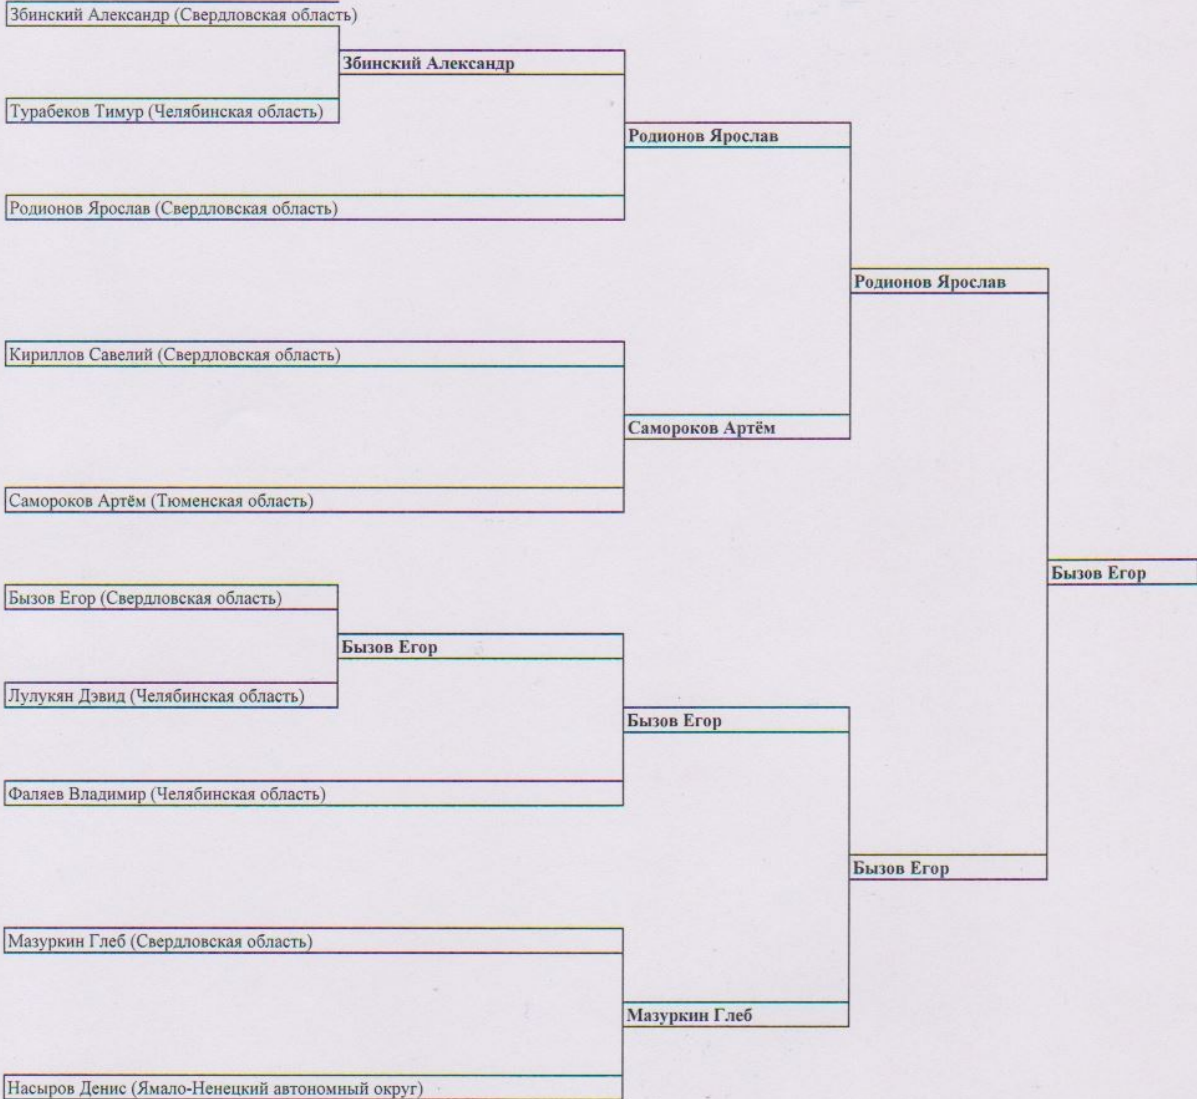 Збинский Александр (Свердловская область)
Збинский Александр
Турабеков Тимур (Челябинская область)
Родионов Ярослав
Родионов Ярослав (Свердловская область)
Родионов Ярослав
Кириллов Савелий (Свердловская область)
Самороков Артём
Самороков Артём (Тюменская область)
Бызов Егор
Бызов Егор (Свердловская область)
Бызов Егор
Лулукян Дэвид (Челябинская область)
Бызов Егор
Фаляев Владимир (Челябинская область)
Бызов Егор
Мазуркин Глеб (Свердловская область)
Мазуркин Глеб
Насыров Денис (Ямало-Ненецкий автономный округ)